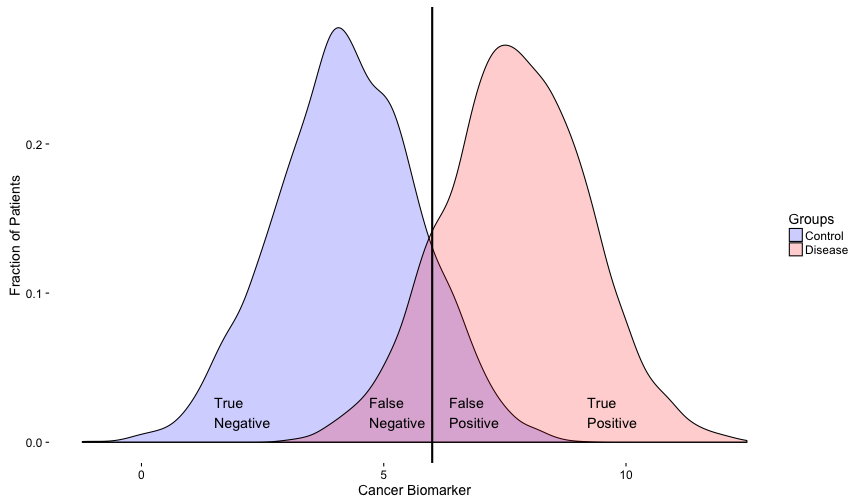 Fraction of Patients
0.2
0.1
0.0
True
Negative
False
Negative
False
Positive
True
Positive
0
5
10
Cancer Biomarker
Groups
Control
Disease